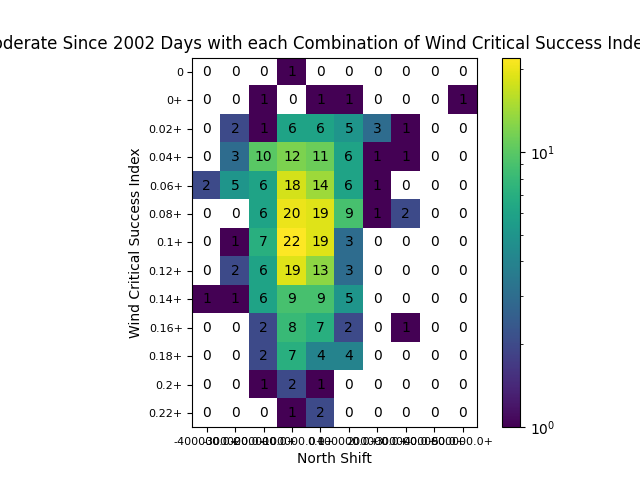 oderate Since 2002 Days with each Combination of Wind Critical Success Inde
0 0 0 0 1 0 0 0 0 0 0
0+ 0 0 1 0 1 1 0 0 0 1
0.02+ 0 2 1 6 6 5 3 1 0 0
0.04+ 0 3 10 12 11 6 1 1 0 0
0.06+ 2 5 6 18 14 6 1 0 0 0
0.08+ 0 0 6 20 19 9 1 2 0 0
0.1+ 0 1 7 22 19 3 0 0 0 0
0.12+ 0 2 6 19 13 3 0 0 0 0
0.14+ 1 1 6 9 9 5 0 0 0 0
0.16+ 0 0 2 8 7 2 0 1 0 0
0.18+ 0 0 2 7 4 4 0 0 0 0
0.2+ 0 0 1 2 1 0 0 0 0 0
0.22+ 0 0 0 1 2 0 0 0 0 0
North Shift
Wind Critical Success Index
10¹
10⁰